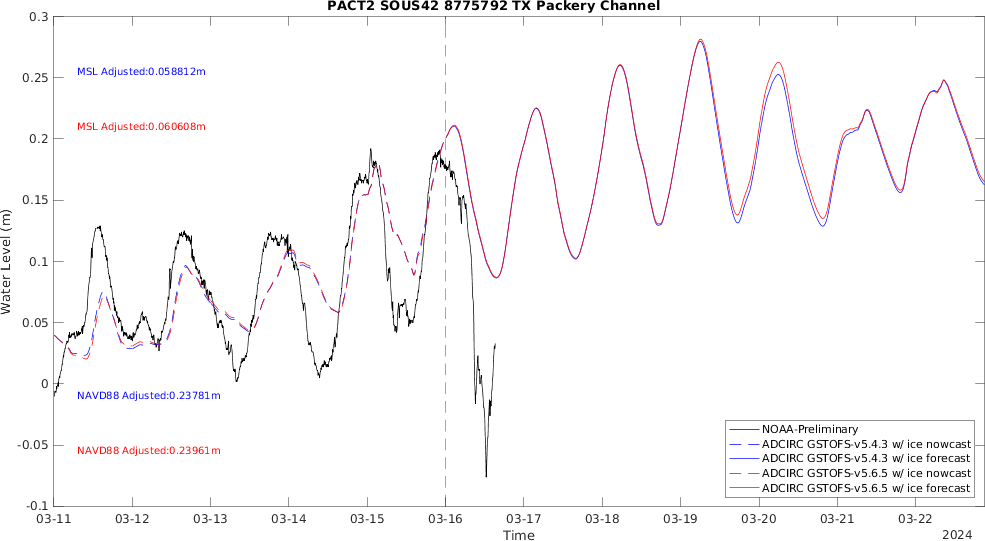 PACT2 SOUS42 8775792 TX Packery Channel
0.3
0.25
0.2
0.15
0.1
0.05
0
-0.05
-0.1
Water Level (m)
MSL Adjusted:0.058812m
MSL Adjusted:0.060608m
NAVD88 Adjusted:0.23781m
NAVD88 Adjusted:0.23961m
NOAA-Preliminary
ADCIRC GSTOFS-v5.4.3 w/ ice nowcast
ADCIRC GSTOFS-v5.4.3 w/ ice forecast
ADCIRC GSTOFS-v5.6.5 w/ ice nowcast
ADCIRC GSTOFS-v5.6.5 w/ ice forecast
03-11 03-12 03-13 03-14 03-15 03-16 03-17 03-18 03-19 03-20 03-21 03-22
Time
2024